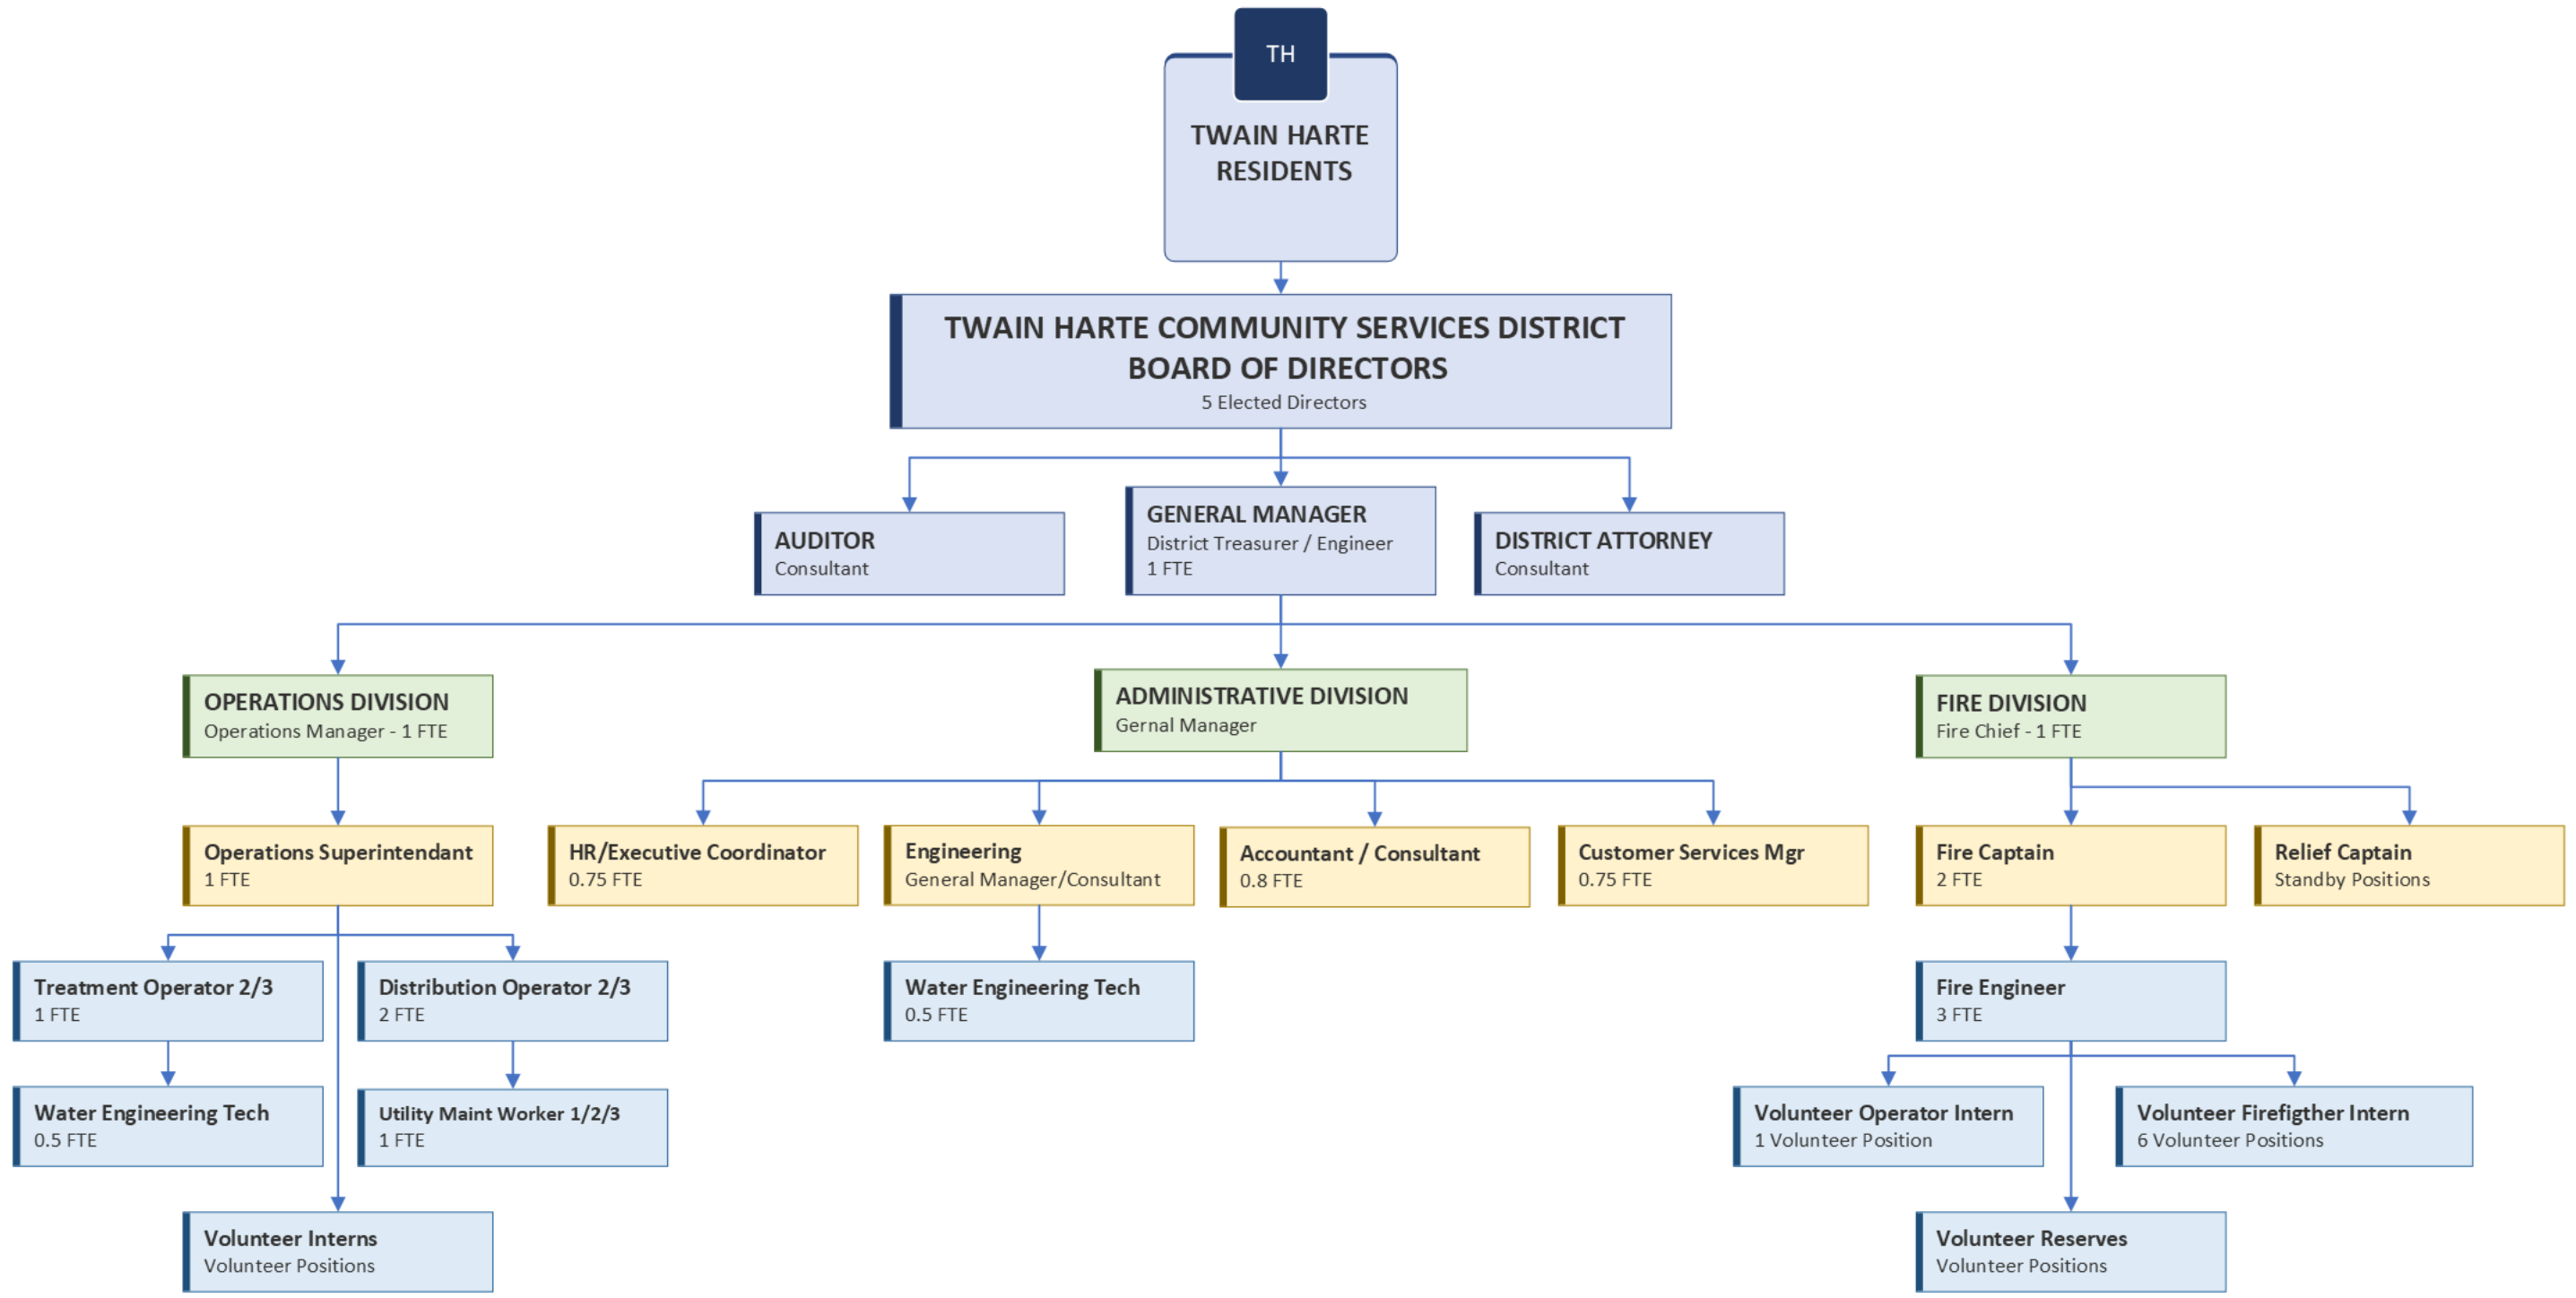 TH
TWAIN HARTE
RESIDENTS
TWAIN HARTE COMMUNITY SERVICES DISTRICT
BOARD OF DIRECTORS
5 Elected Directors
AUDITOR
Consultant
GENERAL MANAGER
District Treasurer / Engineer
1 FTE
DISTRICT ATTORNEY
Consultant
OPERATIONS DIVISION
Operations Manager - 1 FTE
ADMINISTRATIVE DIVISION
Gernal Manager
FIRE DIVISION
Fire Chief - 1 FTE
Operations Superintendant
1 FTE
HR/Executive Coordinator
0.75 FTE
Engineering
General Manager/Consultant
Accountant / Consultant
0.8 FTE
Customer Services Mgr
0.75 FTE
Fire Captain
2 FTE
Relief Captain
Standby Positions
Treatment Operator 2/3
1 FTE
Distribution Operator 2/3
2 FTE
Water Engineering Tech
0.5 FTE
Fire Engineer
3 FTE
Water Engineering Tech
0.5 FTE
Utility Maint Worker 1/2/3
1 FTE
Volunteer Operator Intern
1 Volunteer Position
Volunteer Firefigther Intern
6 Volunteer Positions
Volunteer Interns
Volunteer Positions
Volunteer Reserves
Volunteer Positions